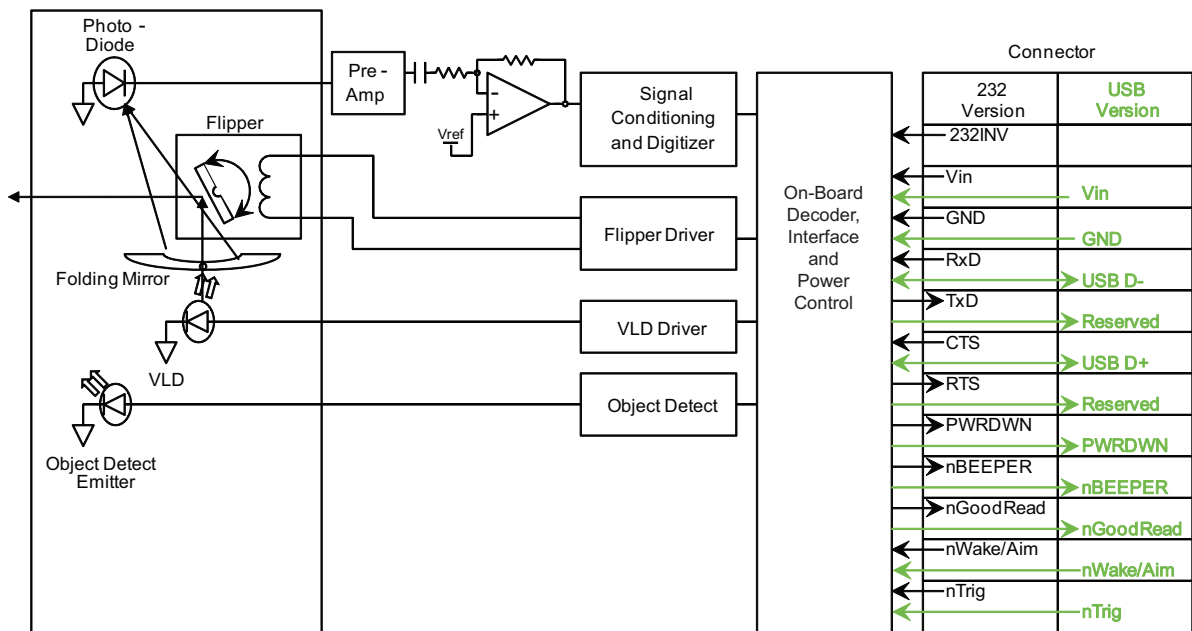 Photo -
Diode
Pre -
Amp
Flipper
Vref
-
+
Signal
Conditioning
and Digitizer
Flipper Driver
Folding Mirror
VLD
VLD Driver
Object Detect
Object Detect
Emitter
On-Board
Decoder,
Interface
and
Power
Control
Connector
232
Version
USB
Version
232INV
Vin
Vin
GND
GND
RxD
USB D-
TxD
Reserved
CTS
USB D+
RTS
Reserved
PWRDWN
PWRDWN
nBEEPER
nBEEPER
nGoodRead
nGoodRead
nWake/Aim
nWake/Aim
nTrig
nTrig